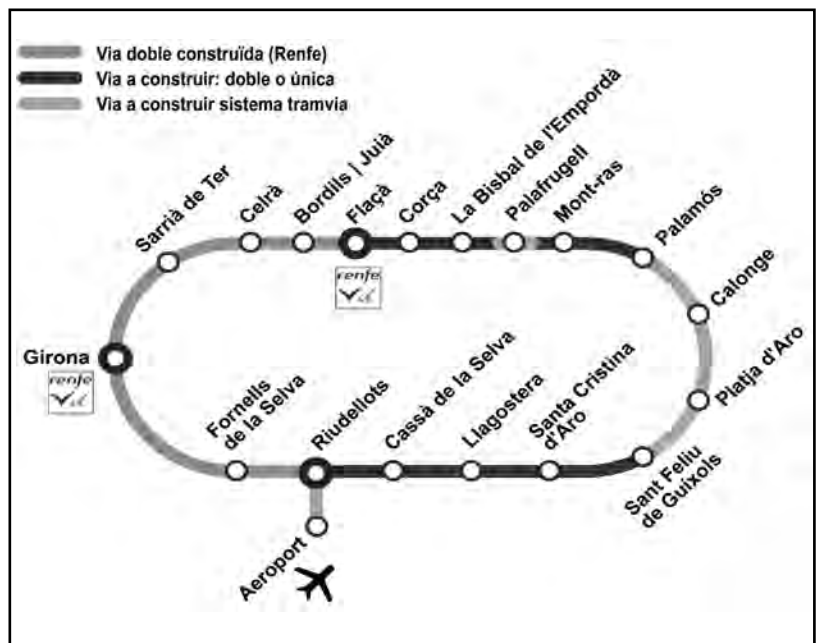 Via doble construïda (Renfe)
Via a construir: doble o única
Via a construir sistema tramvia
Sarrià de Ter
Celrà
Bordils | Juià
Flaçà
Corça
La Bisbal de l'Empordà
Palafrugell
Mont-ras
Palamós
Calonge
Platja d'Aro
Sant Feliu
de Guíxols
Santa Cristina
d'Aro
Llagostera
Cassà de la Selva
Riudellots
Fornells
de la Selva
Aeroport
Girona
renfe
renfe